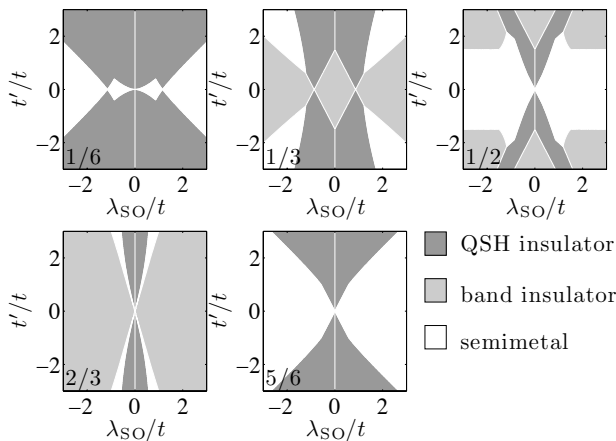 t′/t
2
0
−2
1/6
−2 0 2
λSO/t
t′/t
2
0
−2
1/3
−2 0 2
λSO/t
t′/t
2
0
−2
1/2
−2 0 2
λSO/t
t′/t
2
0
−2
2/3
−2 0 2
λSO/t
t′/t
2
0
−2
5/6
−2 0 2
λSO/t
QSH insulator
band insulator
semimetal